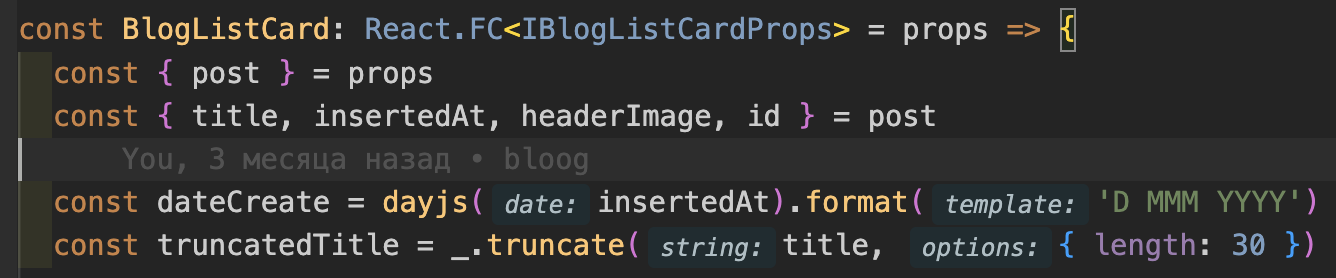 const BlogListCard: React.FC<IBlogListCardProps> = props => {
const { post } = props
const { title, insertedAt, headerImage, id } = post
You, 3 месяца назад • bloog
const dateCreate = dayjs( date: insertedAt).format( template: 'D MMM YYYY')
const truncatedTitle = _.truncate( string: title, options: { length: 30 })